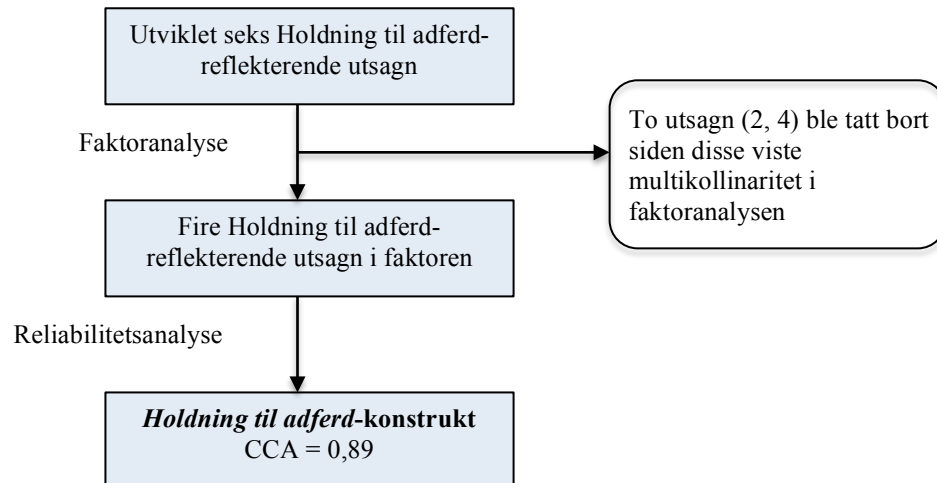 Utviklet seks Holdning til adferd-
reflekterende utsagn
Faktoranalyse
To utsagn (2, 4) ble tatt bort
siden disse viste
multikollinaritet i
faktoranalysen
Fire Holdning til adferd-
reflekterende utsagn i faktoren
Reliabilitetsanalyse
Holdning til adferd-konstrukt
CCA = 0,89